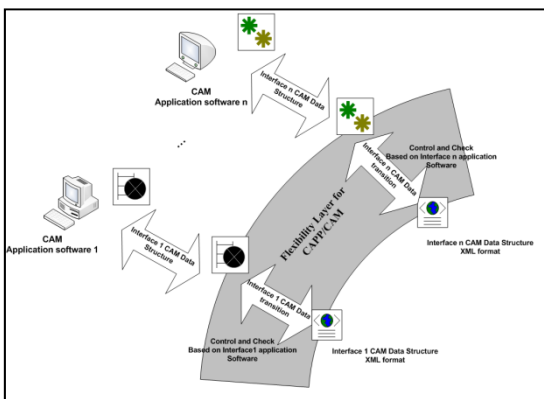 CAM
Application software n
Interface n CAM Data
Structure
...
Control and Check
Based on Interface n application
Software
Interface n CAM Data
transition
CAM
Application software 1
Interface 1 CAM Data
Structure
Flexibility Layer for
CAPP/CAM
Interface n CAM Data Structure
XML format
Interface 1 CAM Data
transition
Control and Check
Based on Interface1 application
Software
Interface 1 CAM Data Structure
XML format